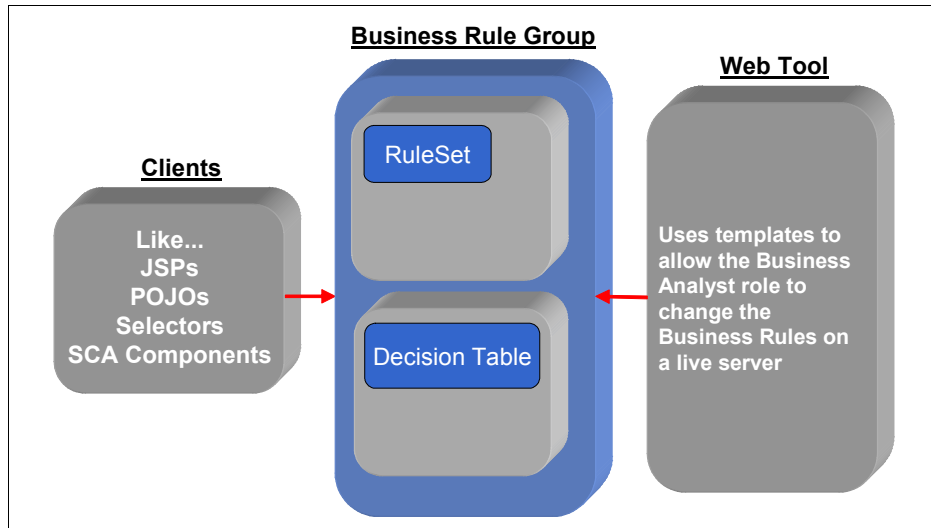 Business Rule Group
Web Tool
Clients
RuleSet
Like...
JSPs
POJOs
Selectors
SCA Components
Decision Table
Uses templates to
allow the Business
Analyst role to
change the
Business Rules on
a live server